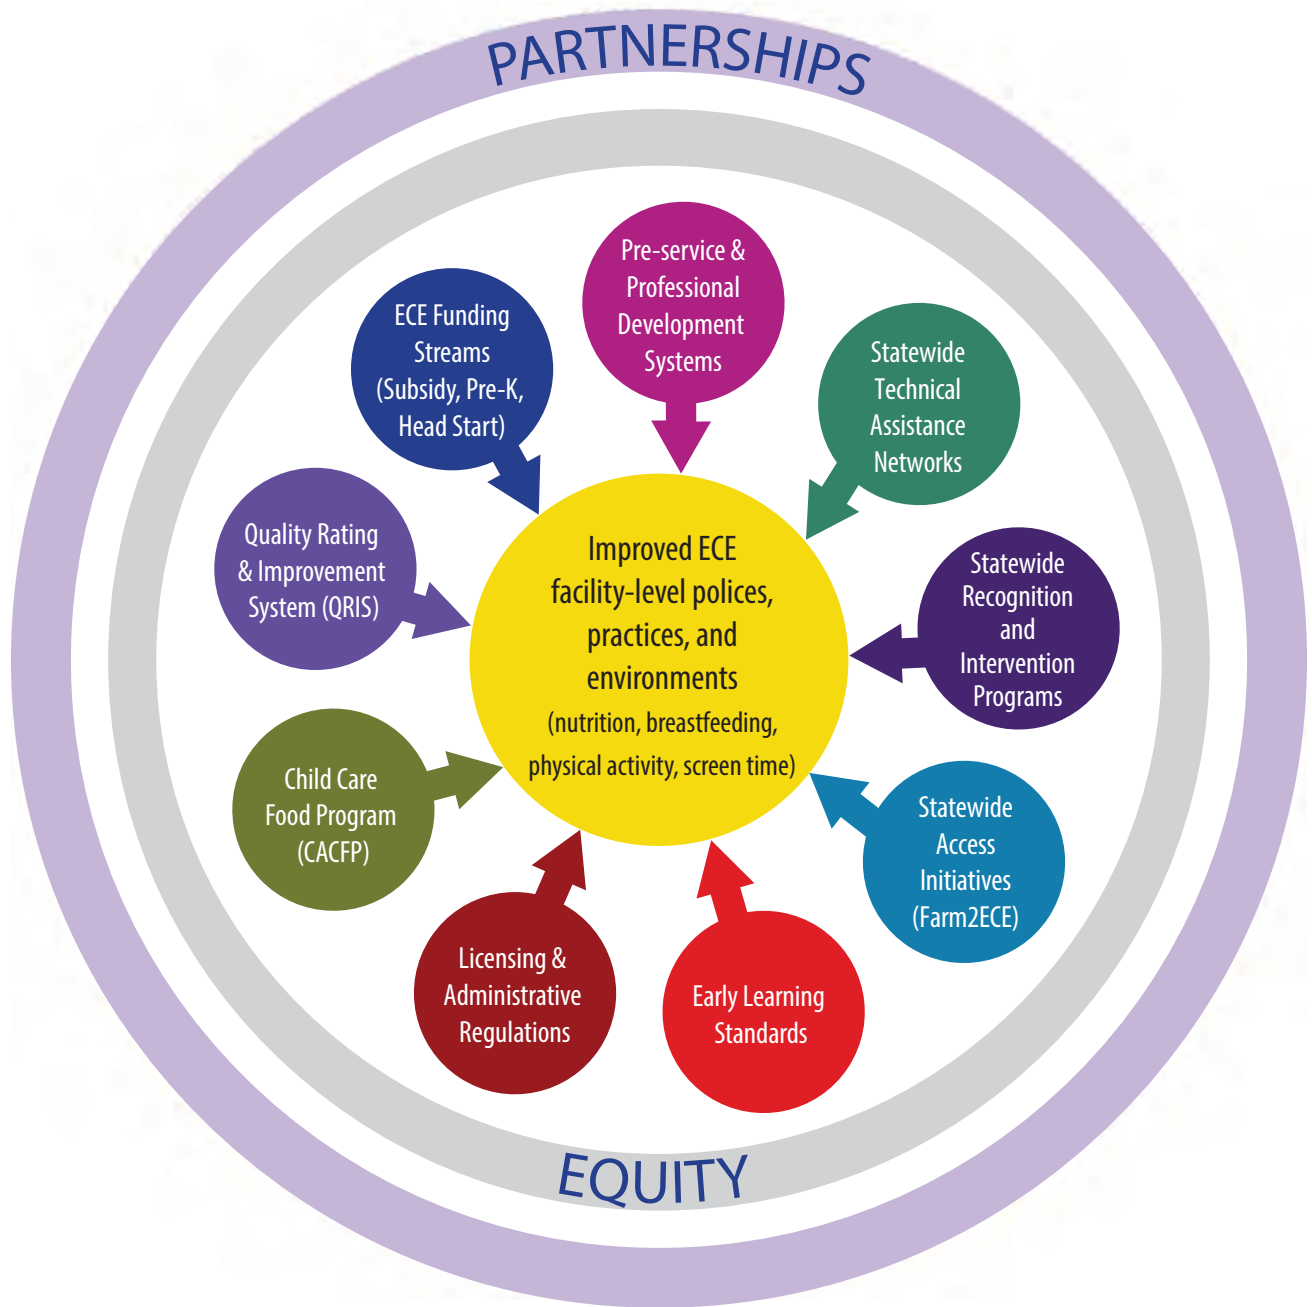 PARTNERSHIPS
Pre-service &
Professional
Development
Systems
Statewide
Technical
Assistance
Networks
Statewide
Recognition
and
Intervention
Programs
Statewide
Access
Initiatives
(Farm2ECE)
Early Learning
Standards
Licensing &
Administrative
Regulations
Child Care
Food Program
(CACFP)
Quality Rating
& Improvement
System (QRIS)
ECE Funding
Streams
(Subsidy, Pre-K,
Head Start)
Improved ECE
facility-level polices,
practices, and
environments
(nutrition, breastfeeding,
physical activity, screen time)
EQUITY